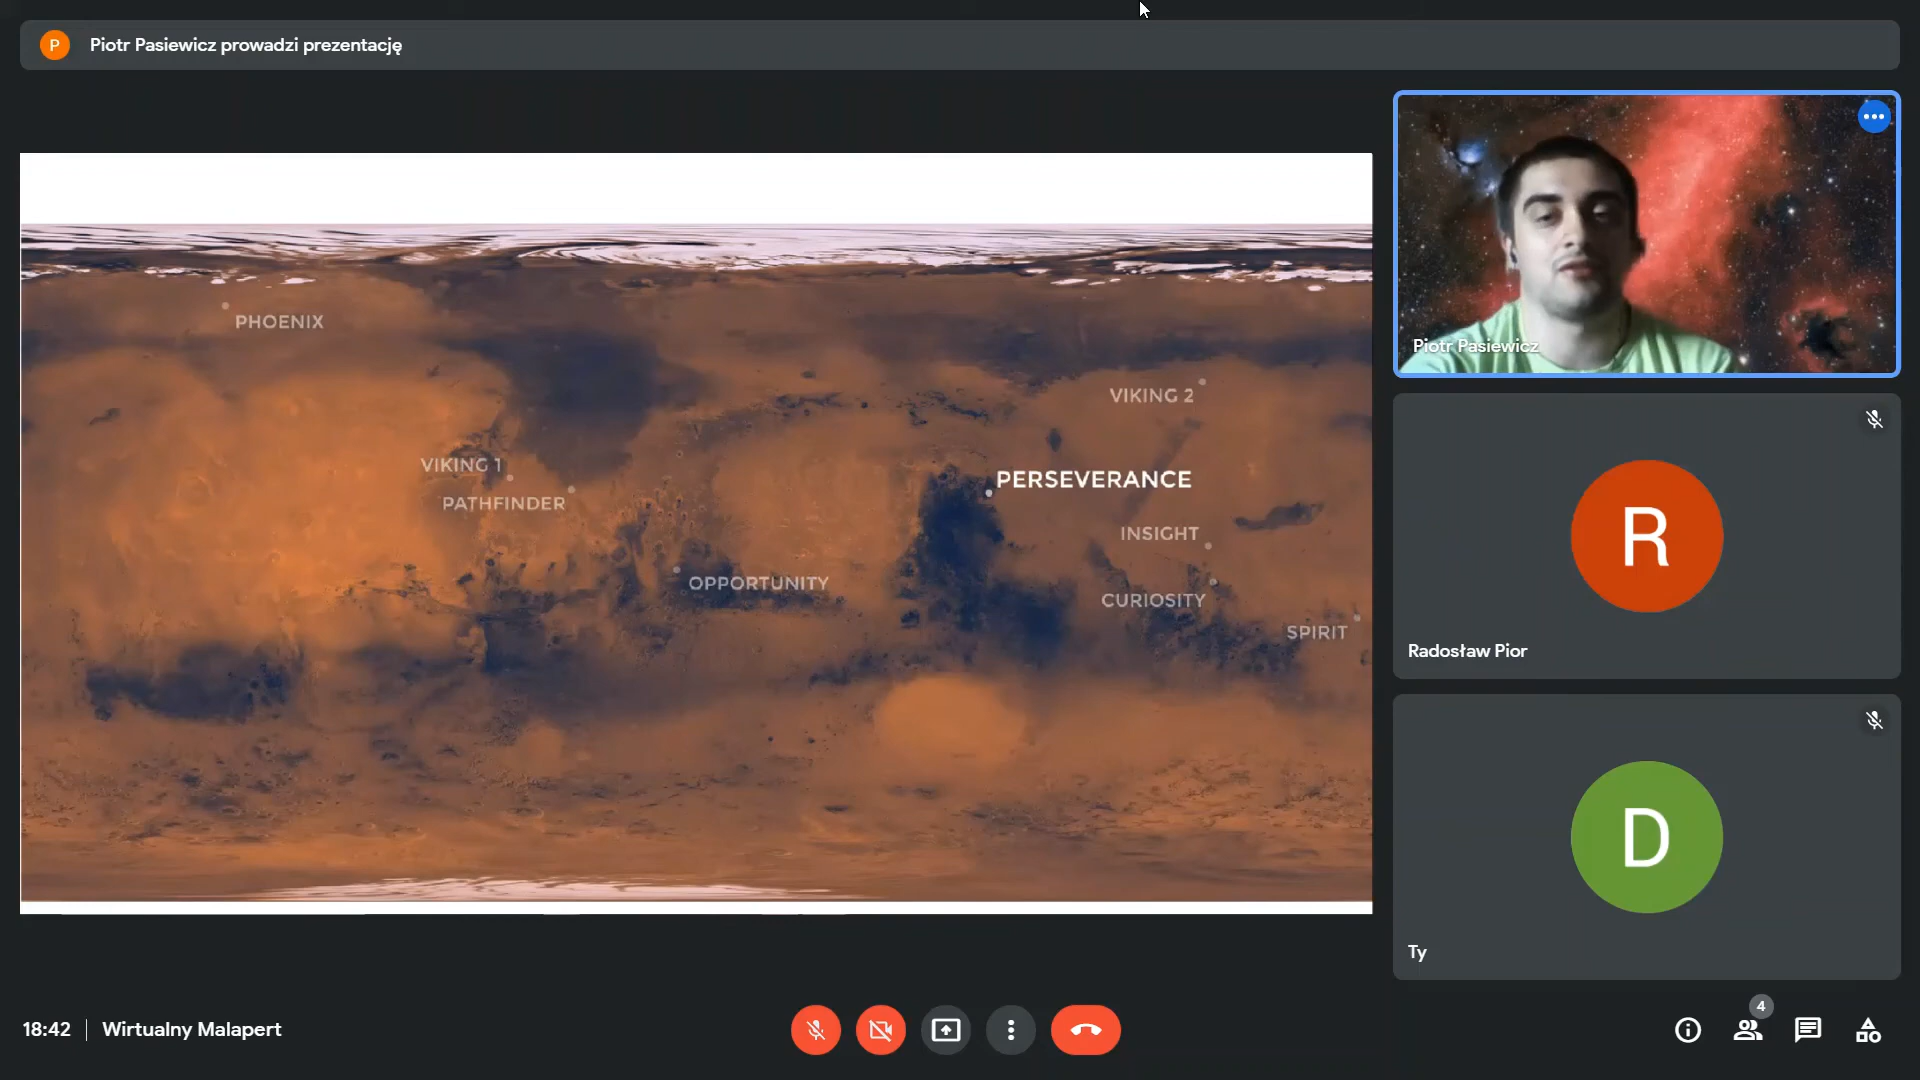 P Piotr Pasiewicz prowadzi prezentację
PHOENIX
VIKING 2
VIKING 1
PERSEVERANCE
PATHFINDER
INSIGHT
OPPORTUNITY
CURIOSITY
SPIRIT
Piotr Pasiewicz
R
Radosław Pior
D
Ty
18:42 | Wirtualny Malapert
4